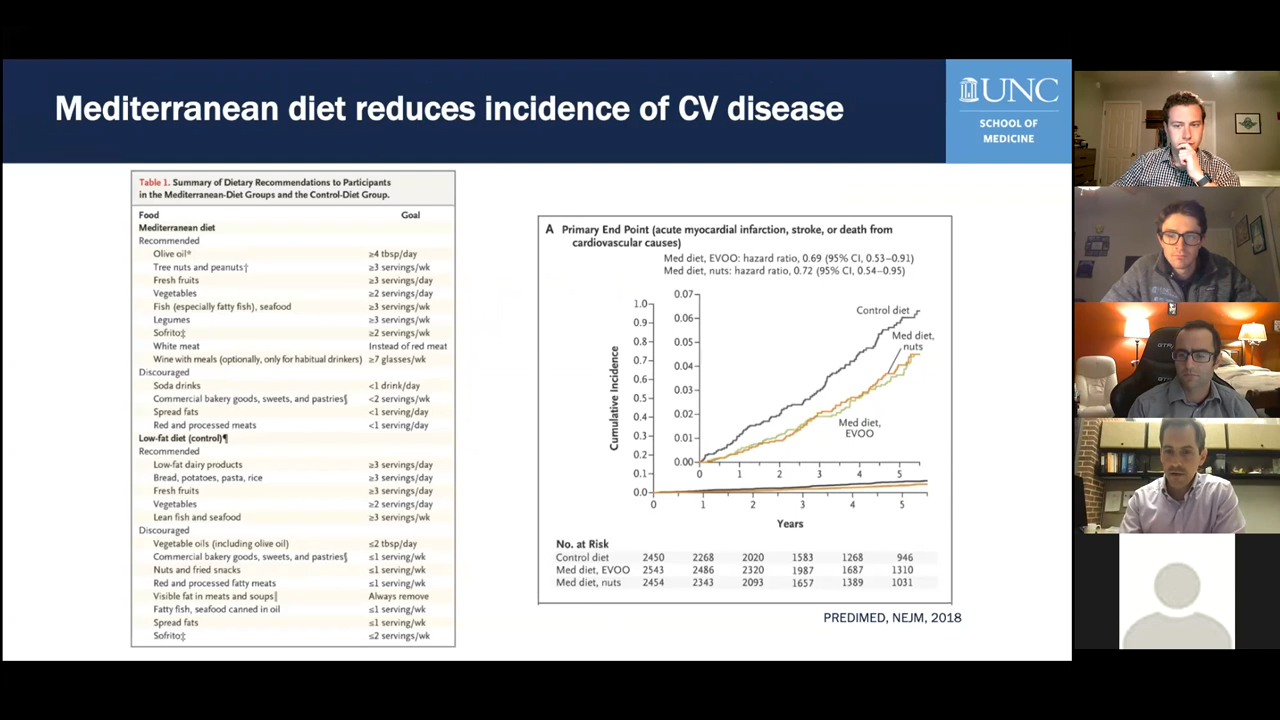 Mediterranean diet reduces incidence of CV disease
UNC
SCHOOL OF
MEDICINE
Table 1. Summary of Dietary Recommendations to Participants
in the Mediterranean-Diet Groups and the Control-Diet Group.
Food Goal
Mediterranean diet
Recommended
Olive oil* ≥4 tbsp/day
Tree nuts and peanuts† ≥3 servings/wk
Fresh fruits ≥3 servings/day
Vegetables ≥2 servings/day
Fish (especially fatty fish), seafood ≥3 servings/wk
Legumes ≥3 servings/wk
Sofrito‡ ≥2 servings/wk
White meat Instead of red meat
Wine with meals (optionally, only for habitual drinkers) ≥7 glasses/wk
Discouraged
Soda drinks <1 drink/day
Commercial bakery goods, sweets, and pastries§ <2 servings/wk
Spread fats <1 serving/day
Red and processed meats <1 serving/day
Low-fat diet (control)¶
Recommended
Low-fat dairy products ≥3 servings/day
Bread, potatoes, pasta, rice ≥3 servings/day
Fresh fruits ≥3 servings/day
Vegetables ≥2 servings/day
Lean fish and seafood ≥3 servings/wk
Discouraged
Vegetable oils (including olive oil) ≤2 tbsp/day
Commercial bakery goods, sweets, and pastries§ ≤1 serving/wk
Nuts and fried snacks ≤1 serving/wk
Red and processed fatty meats ≤1 serving/wk
Visible fat in meats and soups‖ Always remove
Fatty fish, seafood canned in oil ≤1 serving/wk
Spread fats ≤1 serving/wk
Sofrito‡ ≤2 servings/wk
A Primary End Point (acute myocardial infarction, stroke, or death from
cardiovascular causes)
Med diet, EVOO: hazard ratio, 0.69 (95% CI, 0.53–0.91)
Med diet, nuts: hazard ratio, 0.72 (95% CI, 0.54–0.95)
Cumulative Incidence
1.0
0.9
0.8
0.7
0.6
0.5
0.4
0.3
0.2
0.1
0.0
0.07
0.06
0.05
0.04
0.03
0.02
0.01
0.00
Control diet
Med diet,
nuts
Med diet,
EVOO
0 1 2 3 4 5
0 1 2 3 4 5
Years
No. at Risk
Control diet 2450 2268 2020 1583 1268 946
Med diet, EVOO 2543 2486 2320 1987 1687 1310
Med diet, nuts 2454 2343 2093 1657 1389 1031
PREDIMED, NEJM, 2018